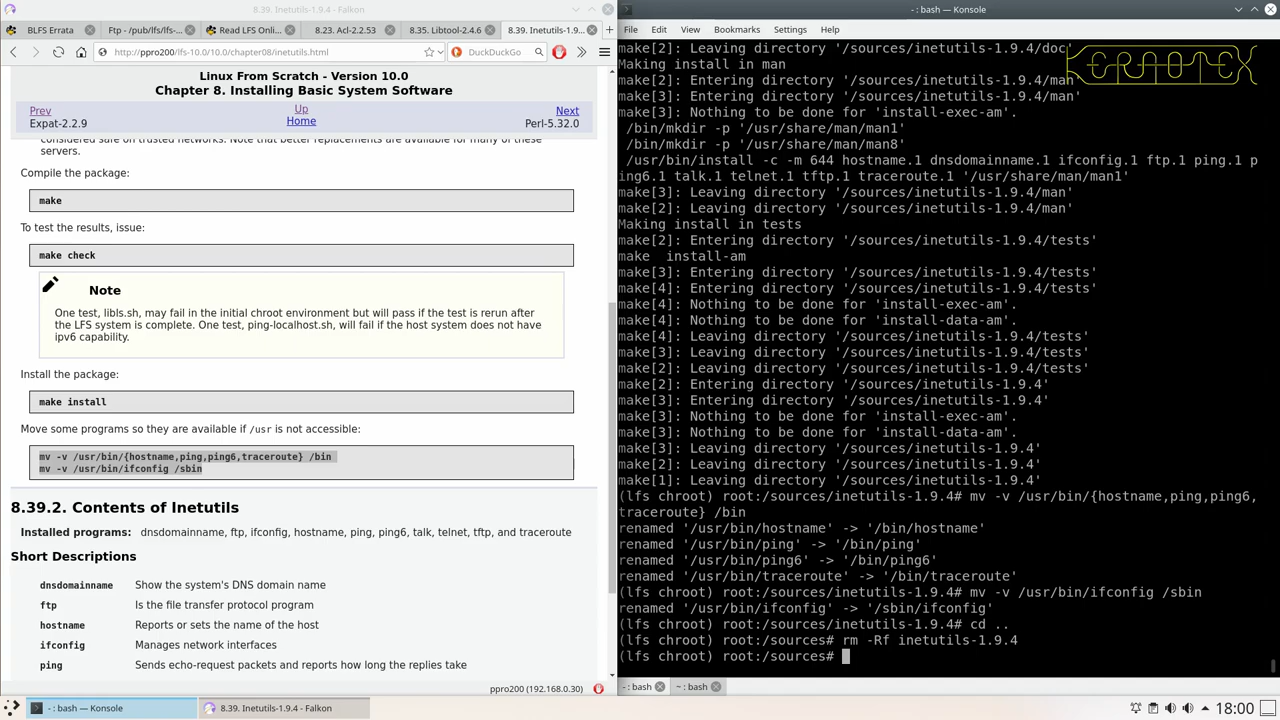 8.39. Inetutils-1.9.4 - Falkon
BLFS Errata
Ftp - /pub/lfs/lfs-...
Read LFS Onli...
8.23. Acl-2.2.53
8.35. Libtool-2.4.6
8.39. Inetutils-1.9...
http://ppro200/lfs-10.0/10.0/chapter08/inetutils.html
DuckDuckGo
Linux From Scratch - Version 10.0
Chapter 8. Installing Basic System Software
Prev
Up
Next
Expat-2.2.9
Home
Perl-5.32.0
considered safe on trusted networks. Note that better replacements are available for many of these
servers.
Compile the package:
make
To test the results, issue:
make check
Note
One test, libls.sh, may fail in the initial chroot environment but will pass if the test is rerun after
the LFS system is complete. One test, ping-localhost.sh, will fail if the host system does not have
ipv6 capability.
Install the package:
make install
Move some programs so they are available if /usr is not accessible:
mv -v /usr/bin/{hostname,ping,ping6,traceroute} /bin
mv -v /usr/bin/ifconfig /sbin
8.39.2. Contents of Inetutils
Installed programs: dnsdomainname, ftp, ifconfig, hostname, ping, ping6, talk, telnet, tftp, and traceroute
Short Descriptions
dnsdomainname Show the system's DNS domain name
ftp Is the file transfer protocol program
hostname Reports or sets the name of the host
ifconfig Manages network interfaces
ping Sends echo-request packets and reports how long the replies take
ppro200 (192.168.0.30)
- : bash — Konsole
File Edit View Bookmarks Settings Help
make[2]: Leaving directory '/sources/inetutils-1.9.4/doc'
Making install in man
make[2]: Entering directory '/sources/inetutils-1.9.4/man'
make[3]: Entering directory '/sources/inetutils-1.9.4/man'
make[3]: Nothing to be done for 'install-exec-am'.
/bin/mkdir -p '/usr/share/man/man1'
/bin/mkdir -p '/usr/share/man/man8'
/usr/bin/install -c -m 644 hostname.1 dnsdomainname.1 ifconfig.1 ftp.1 ping.1 p
ing6.1 talk.1 telnet.1 tftp.1 traceroute.1 '/usr/share/man/man1'
make[3]: Leaving directory '/sources/inetutils-1.9.4/man'
make[2]: Leaving directory '/sources/inetutils-1.9.4/man'
Making install in tests
make[2]: Entering directory '/sources/inetutils-1.9.4/tests'
make  install-am
make[3]: Entering directory '/sources/inetutils-1.9.4/tests'
make[4]: Entering directory '/sources/inetutils-1.9.4/tests'
make[4]: Nothing to be done for 'install-exec-am'.
make[4]: Nothing to be done for 'install-data-am'.
make[4]: Leaving directory '/sources/inetutils-1.9.4/tests'
make[3]: Leaving directory '/sources/inetutils-1.9.4/tests'
make[2]: Leaving directory '/sources/inetutils-1.9.4/tests'
make[2]: Entering directory '/sources/inetutils-1.9.4'
make[3]: Entering directory '/sources/inetutils-1.9.4'
make[3]: Nothing to be done for 'install-exec-am'.
make[3]: Nothing to be done for 'install-data-am'.
make[3]: Leaving directory '/sources/inetutils-1.9.4'
make[2]: Leaving directory '/sources/inetutils-1.9.4'
make[1]: Leaving directory '/sources/inetutils-1.9.4'
(lfs chroot) root:/sources/inetutils-1.9.4# mv -v /usr/bin/{hostname,ping,ping6,
traceroute} /bin
renamed '/usr/bin/hostname' -> '/bin/hostname'
renamed '/usr/bin/ping' -> '/bin/ping'
renamed '/usr/bin/ping6' -> '/bin/ping6'
renamed '/usr/bin/traceroute' -> '/bin/traceroute'
(lfs chroot) root:/sources/inetutils-1.9.4# mv -v /usr/bin/ifconfig /sbin
renamed '/usr/bin/ifconfig' -> '/sbin/ifconfig'
(lfs chroot) root:/sources/inetutils-1.9.4# cd ..
(lfs chroot) root:/sources# rm -Rf inetutils-1.9.4
(lfs chroot) root:/sources#
- : bash
~ : bash
- : bash — Konsole
8.39. Inetutils-1.9.4 - Falkon
18:00